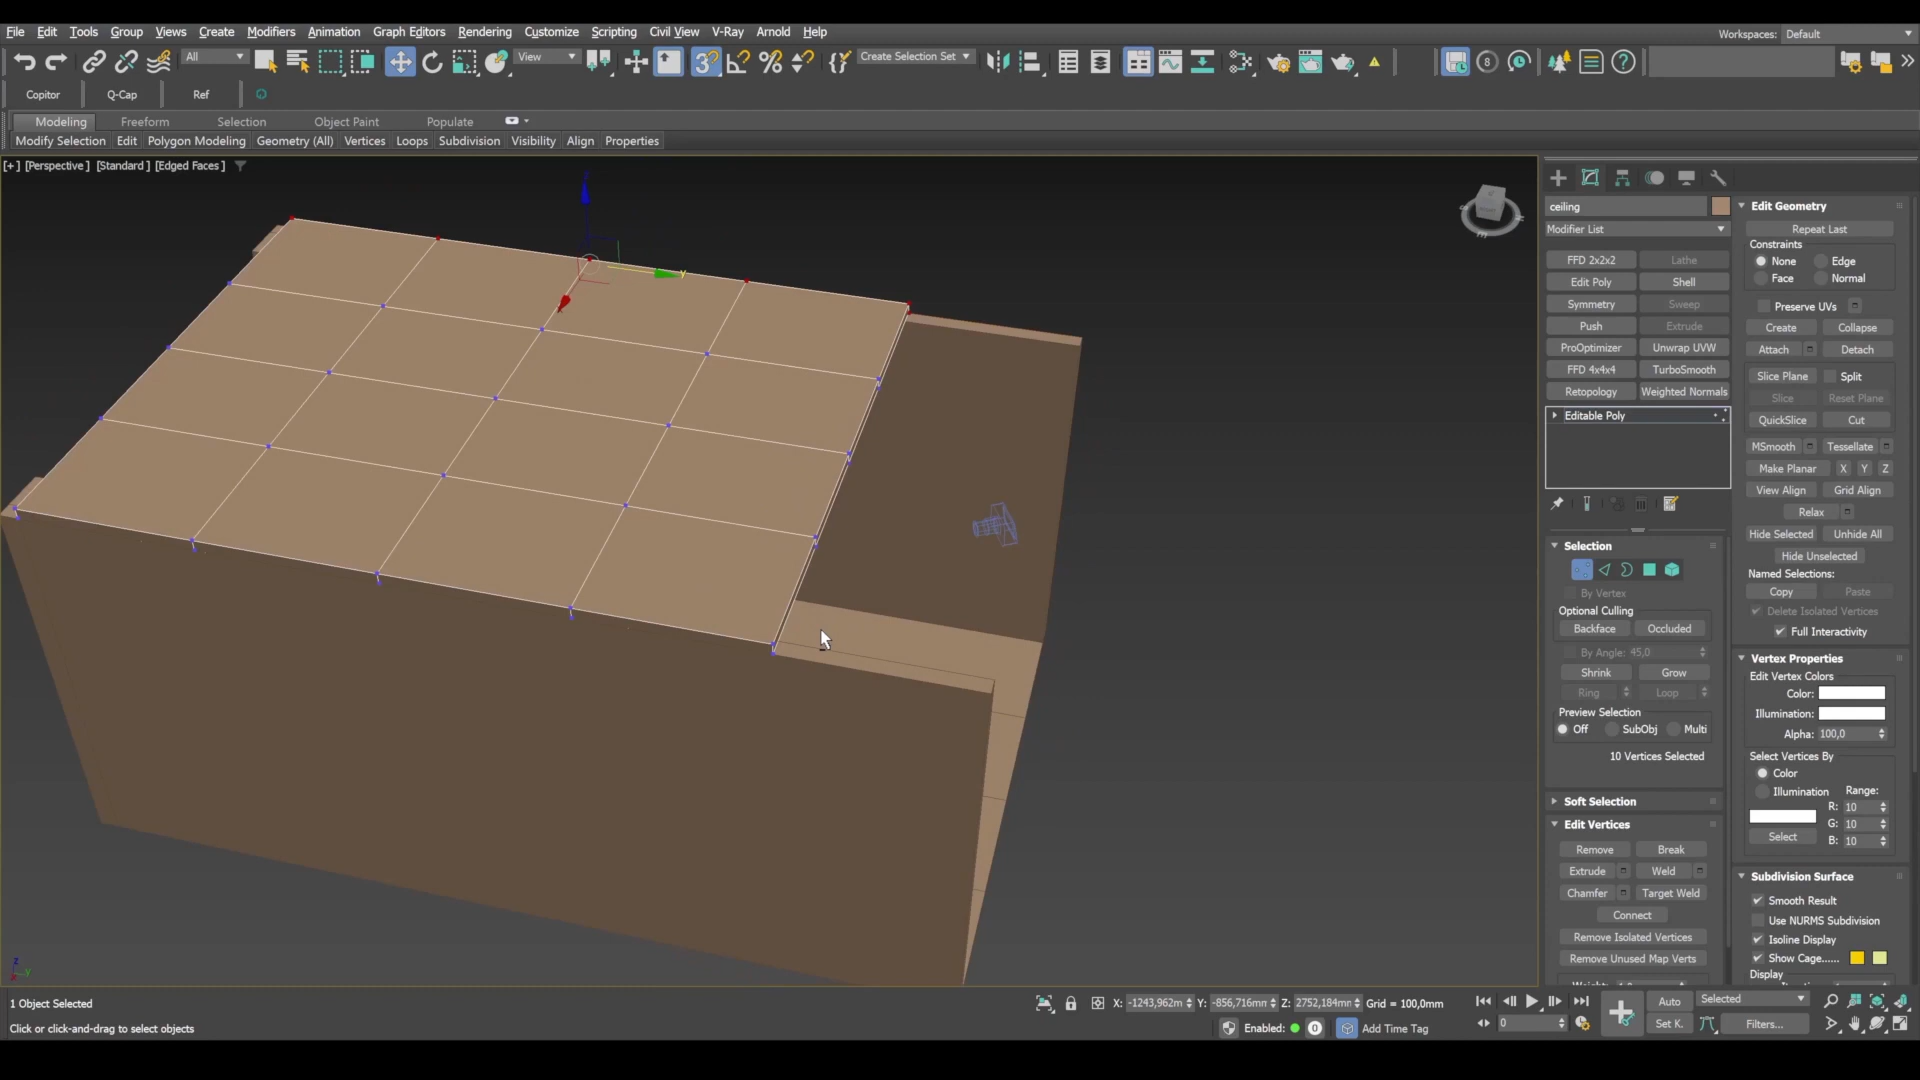 File Edit Tools Group Views Create Modifiers Animation Graph Editors Rendering Customize Scripting Civil View V-Ray Arnold Help
Workspaces: Default
All View Create Selection Set
Copitor Q-Cap Ref
Modeling Freeform Selection Object Paint Populate
Modify Selection Edit Polygon Modeling Geometry (All) Vertices Loops Subdivision Visibility Align Properties
[+] [Perspective] [Standard] [Edged Faces]
ceiling
Modifier List
FFD 2x2x2 Lathe
Edit Poly Shell
Symmetry Sweep
Push Extrude
ProOptimizer Unwrap UVW
FFD 4x4x4 TurboSmooth
Retopology Weighted Normals
Editable Poly
Selection
By Vertex
Optional Culling
Backface Occluded
By Angle: 45,0
Shrink Grow
Ring Loop
Preview Selection
Off SubObj Multi
10 Vertices Selected
Soft Selection
Edit Vertices
Remove Break
Extrude Weld
Chamfer Target Weld
Connect
Remove Isolated Vertices
Remove Unused Map Verts
Edit Geometry
Repeat Last
Constraints
None Edge
Face Normal
Preserve UVs
Create Collapse
Attach Detach
Slice Plane Split
Slice Reset Plane
QuickSlice Cut
MSmooth Tessellate
Make Planar X Y Z
View Align Grid Align
Relax
Hide Selected Unhide All
Hide Unselected
Named Selections:
Copy Paste
Delete Isolated Vertices
Full Interactivity
Vertex Properties
Edit Vertex Colors
Color:
Illumination:
Alpha: 100,0
Select Vertices By
Color
Illumination Range:
R: 10
G: 10
Select B: 10
Subdivision Surface
Smooth Result
Use NURMS Subdivision
Isoline Display
Show Cage......
Display
1 Object Selected
Click or click-and-drag to select objects
X: -1243,962m Y: -856,716mm Z: 2752,184mm Grid = 100,0mm
Enabled: 0 Add Time Tag
0
Auto Selected
Set K. Filters...